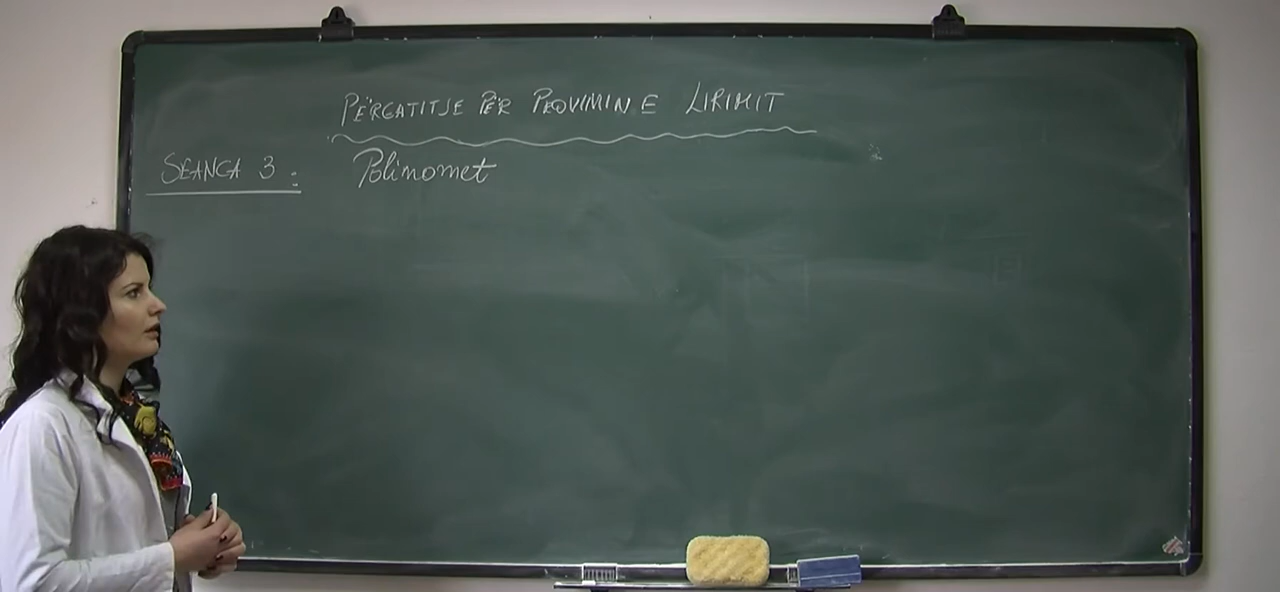 PËRGATITJE PËR PROVIMIN E LIRIMIT
SEANCA 3 : Polinomet